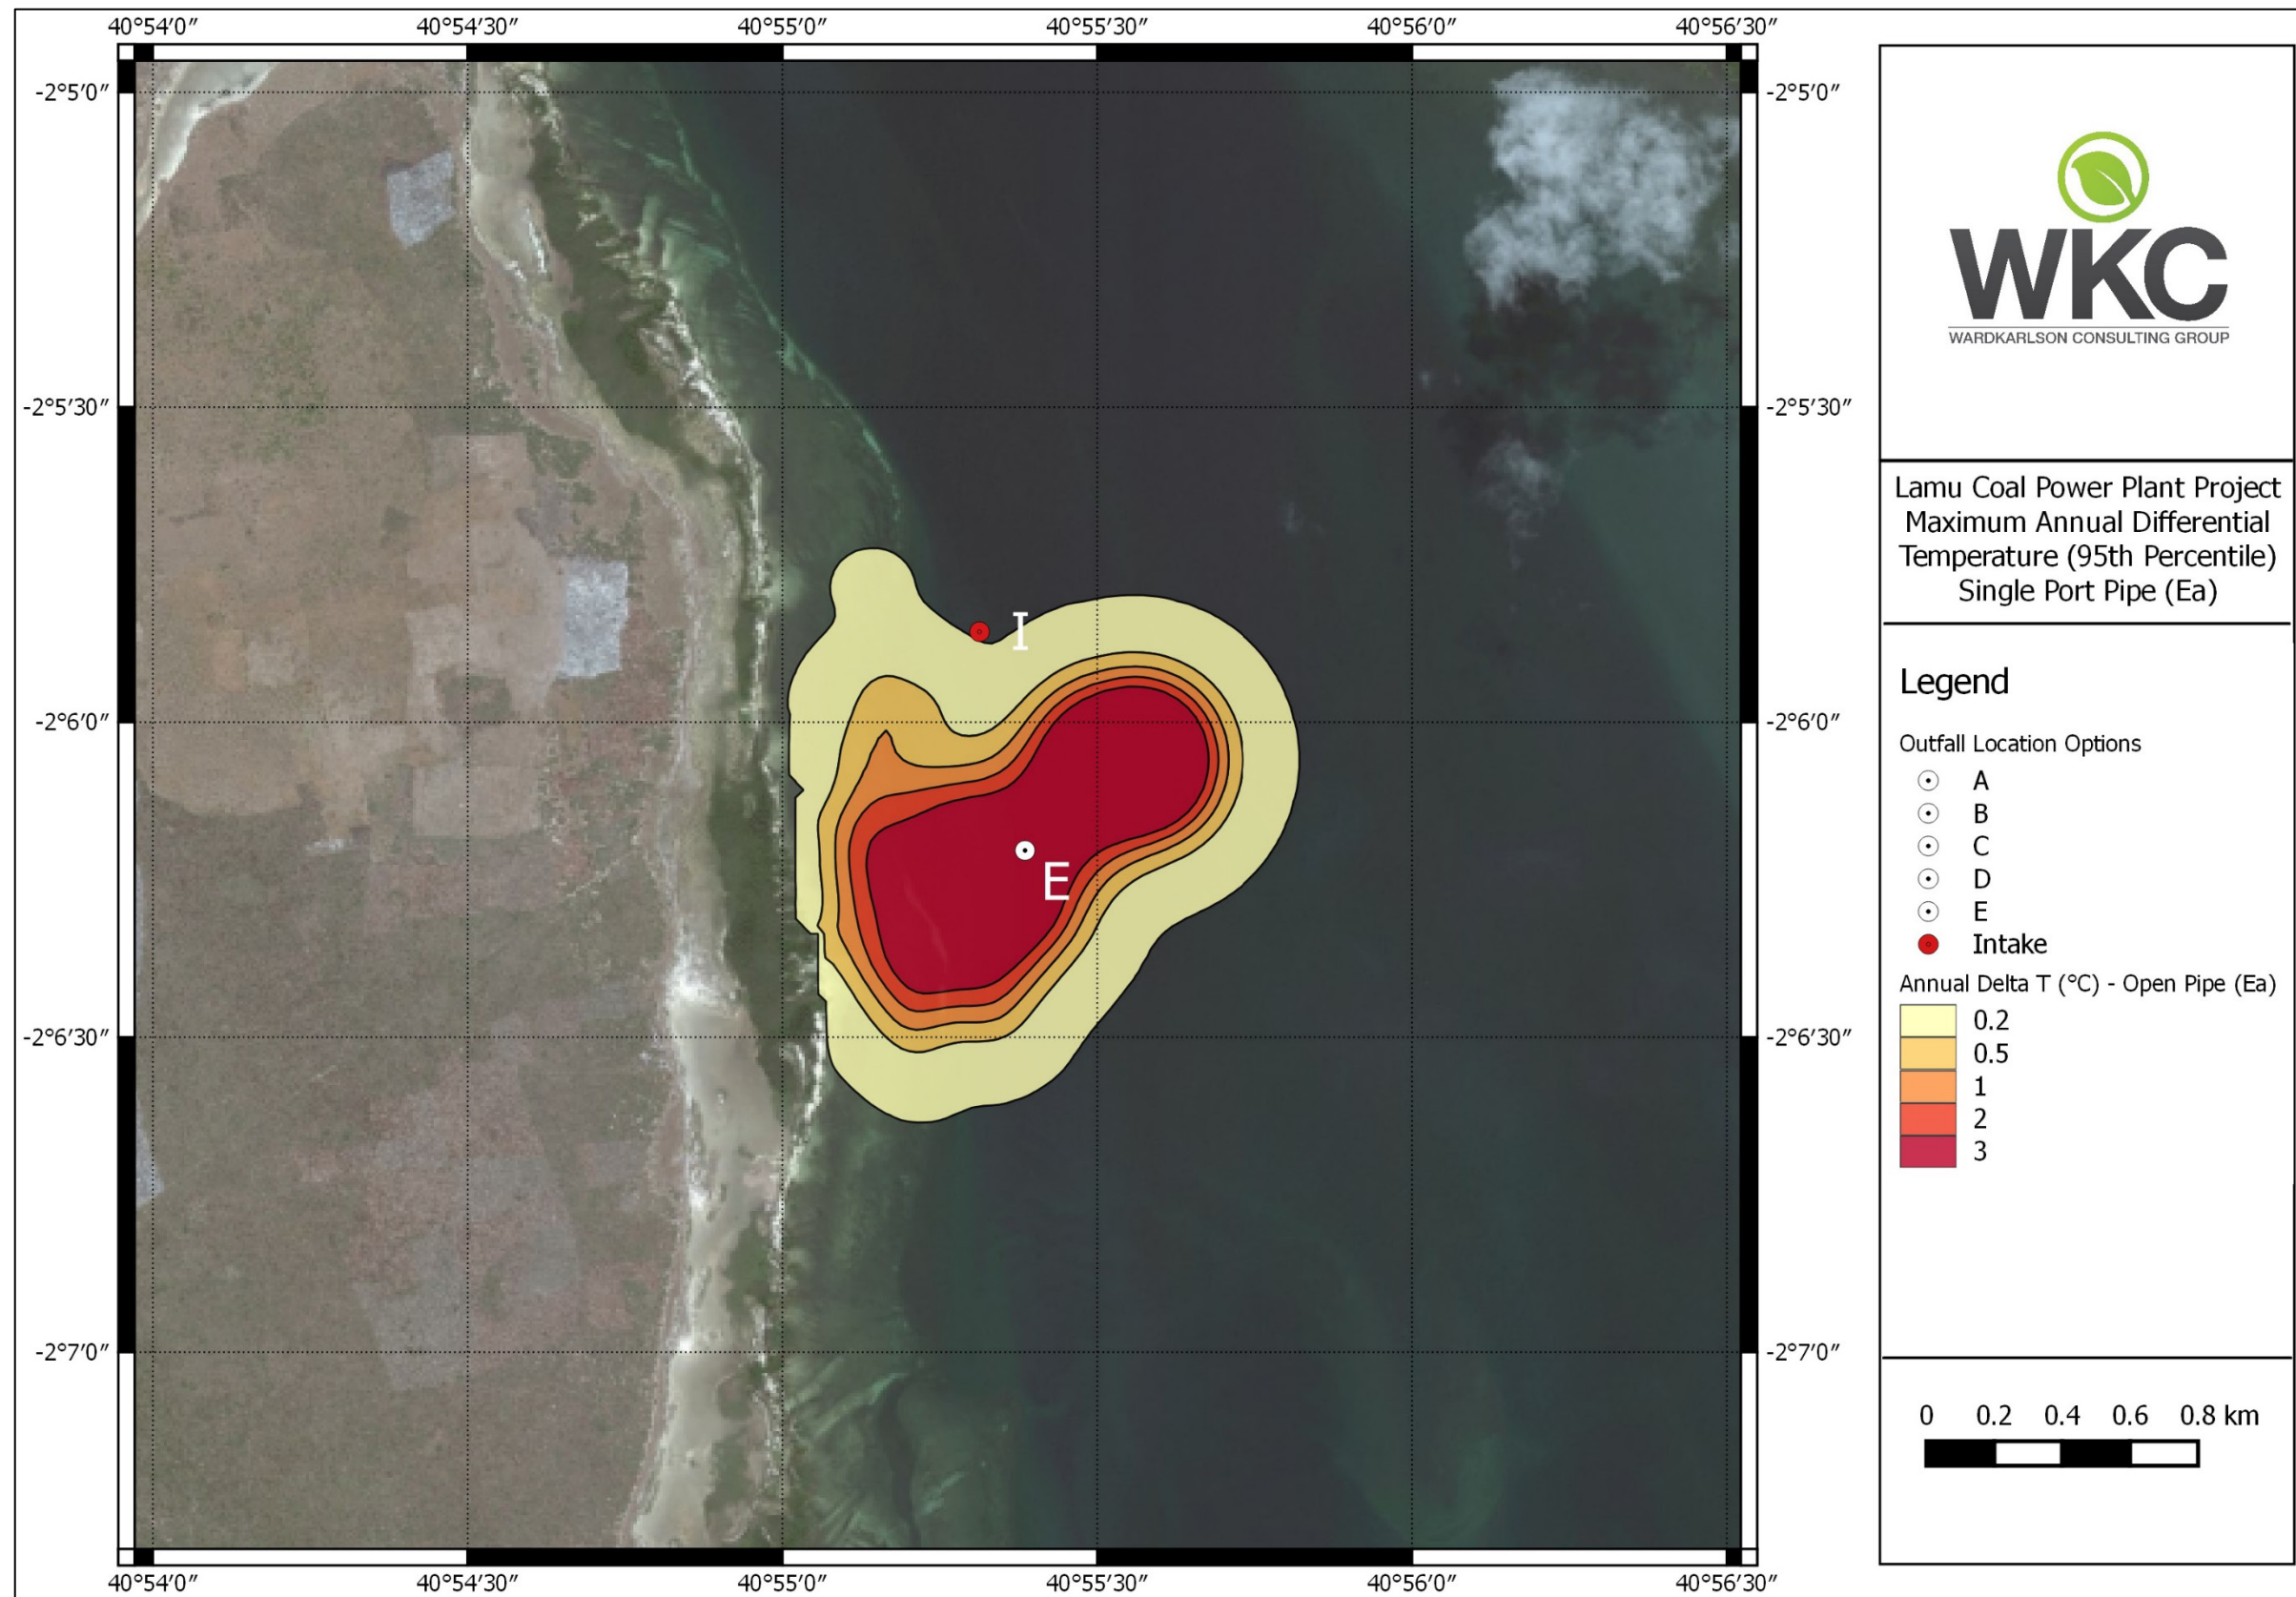 40°54′0″ 40°54′30″ 40°55′0″ 40°55′30″ 40°56′0″ 40°56′30″
-2°5′0″ -2°5′0″
-2°5′30″ -2°5′30″
I
-2°6′0″ -2°6′0″
E
-2°6′30″ -2°6′30″
-2°7′0″ -2°7′0″
40°54′0″ 40°54′30″ 40°55′0″ 40°55′30″ 40°56′0″ 40°56′30″
WKC
WARDKARLSON CONSULTING GROUP
Lamu Coal Power Plant Project
Maximum Annual Differential
Temperature (95th Percentile)
Single Port Pipe (Ea)
Legend
Outfall Location Options
A
B
C
D
E
Intake
Annual Delta T (°C) - Open Pipe (Ea)
0.2
0.5
1
2
3
0 0.2 0.4 0.6 0.8 km